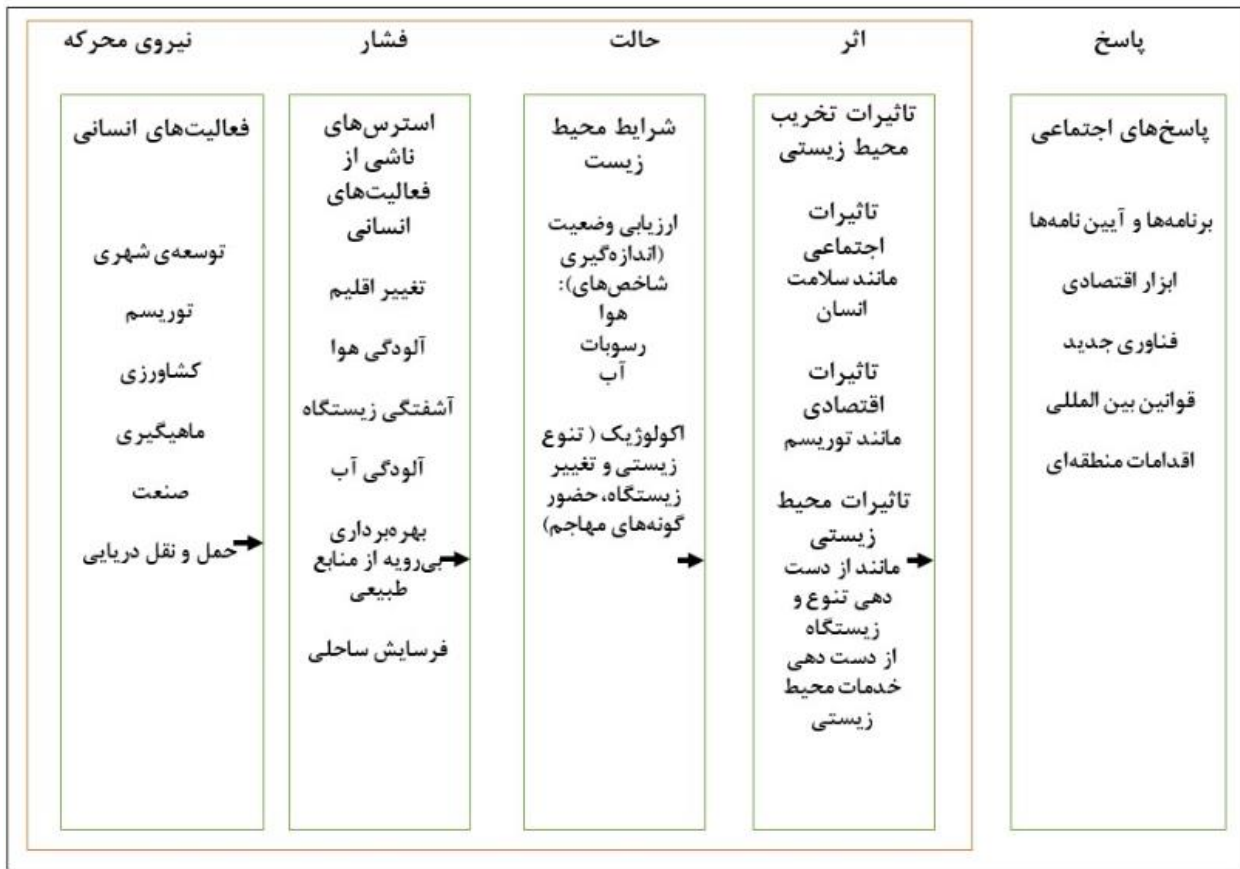 نیروی محرکه
فعالیت‌های انسانی
توسعه‌ی شهری
توریسم
کشاورزی
ماهیگیری
صنعت
حمل و نقل دریایی
فشار
استرس‌های
ناشی از
فعالیت‌های
انسانی
تغییر اقلیم
آلودگی هوا
آشفتگی زیستگاه
آلودگی آب
بهره‌برداری
بی‌رویه از منابع
طبیعی
فرسایش ساحلی
حالت
شرایط محیط
زیست
ارزیابی وضعیت
(اندازه‌گیری
شاخص‌های):
هوا
رسوبات
آب
اکولوژیک (تنوع
زیستی و تغییر
زیستگاه، حضور
گونه‌های مهاجم)
اثر
تاثیرات تخریب
محیط زیستی
تاثیرات
اجتماعی
مانند سلامت
انسان
تاثیرات
اقتصادی
مانند توریسم
تاثیرات محیط
زیستی
مانند از دست
دهی تنوع و
زیستگاه
از دست دهی
خدمات محیط
زیستی
پاسخ
پاسخ‌های اجتماعی
برنامه‌ها و آیین نامه‌ها
ابزار اقتصادی
فناوری جدید
قوانین بین المللی
اقدامات منطقه‌ای